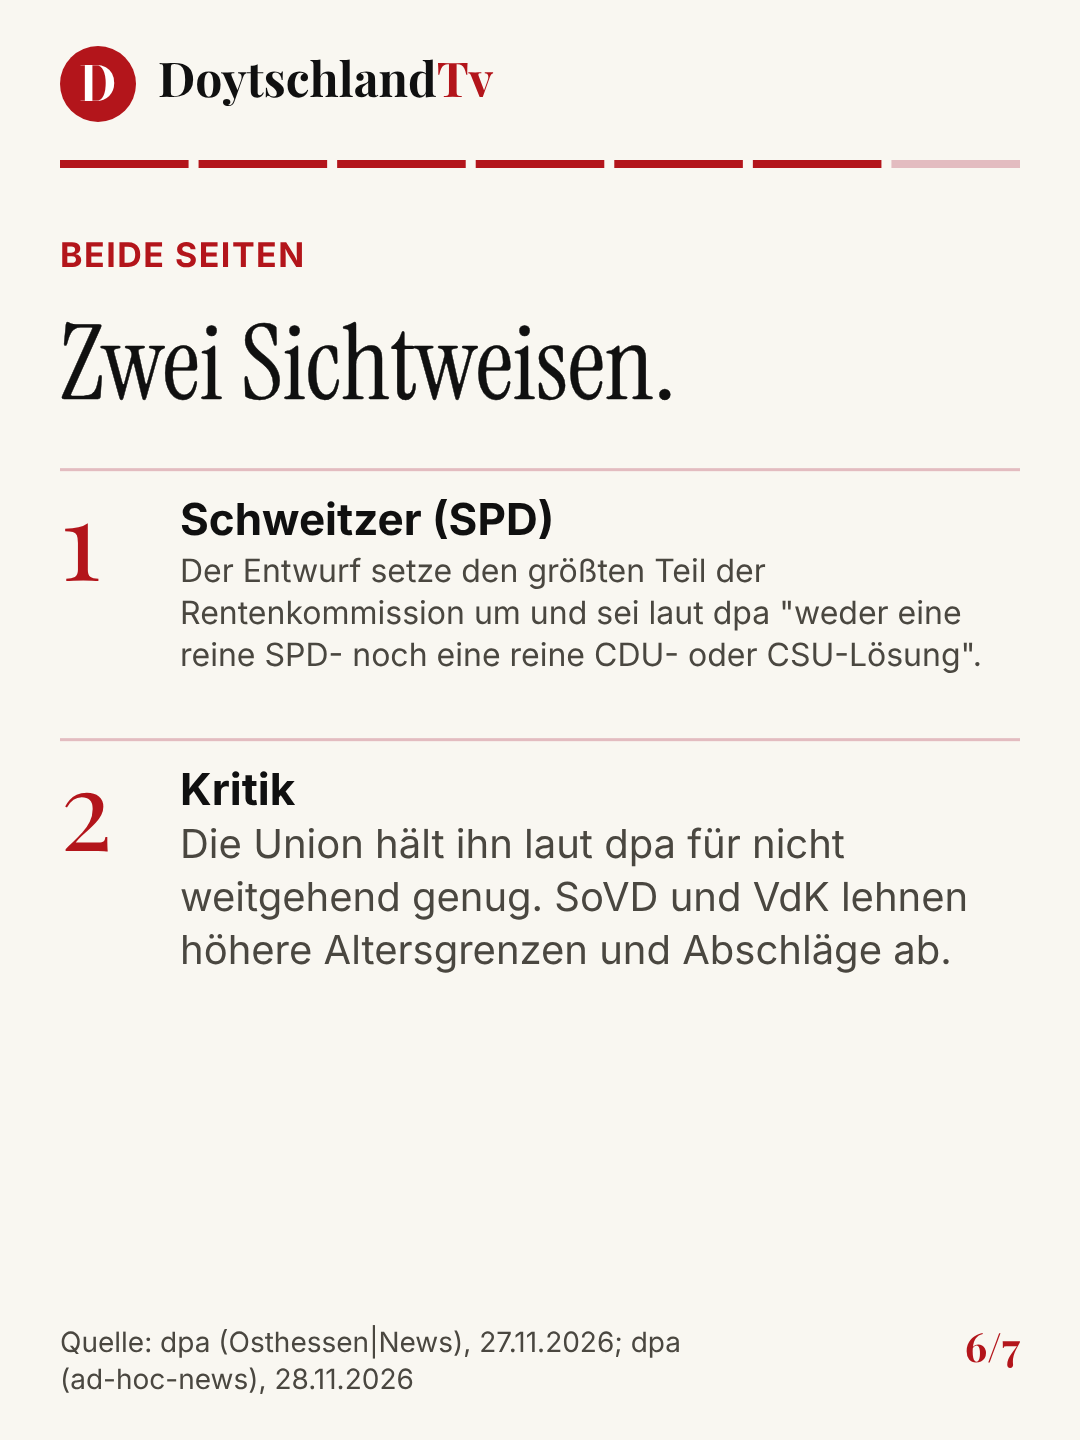 D DoytschlandTv
BEIDE SEITEN
Zwei Sichtweisen.
1 Schweitzer (SPD)
Der Entwurf setze den größten Teil der
Rentenkommission um und sei laut dpa "weder eine
reine SPD- noch eine reine CDU- oder CSU-Lösung".
2 Kritik
Die Union hält ihn laut dpa für nicht
weitgehend genug. SoVD und VdK lehnen
höhere Altersgrenzen und Abschläge ab.
Quelle: dpa (Osthessen|News), 27.11.2026; dpa
(ad-hoc-news), 28.11.2026
6/7